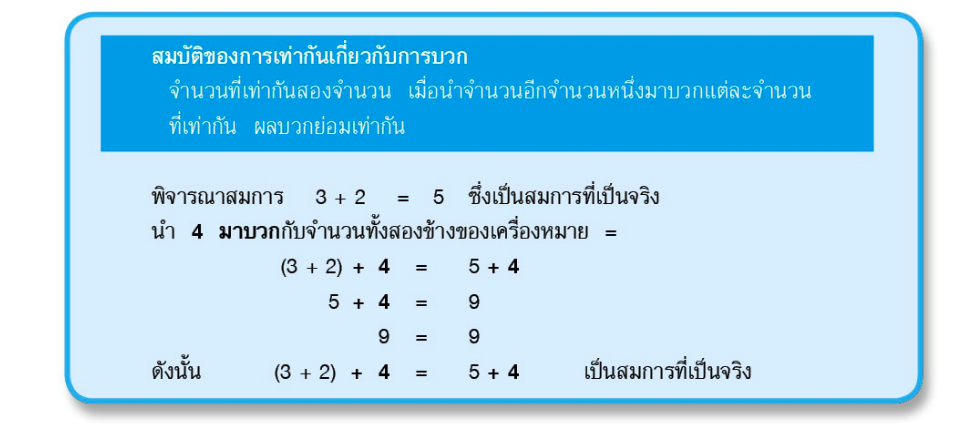 สมบัติของการเท่ากันเกี่ยวกับการบวก
จำนวนที่เท่ากันสองจำนวน เมื่อนำจำนวนอีกจำนวนหนึ่งมาบวกแต่ละจำนวน
ที่เท่ากัน ผลบวกย่อมเท่ากัน
พิจารณาสมการ 3 + 2 = 5 ซึ่งเป็นสมการที่เป็นจริง
นำ 4 มาบวกกับจำนวนทั้งสองข้างของเครื่องหมาย =
(3 + 2) + 4 = 5 + 4
5 + 4 = 9
9 = 9
ดังนั้น (3 + 2) + 4 = 5 + 4 เป็นสมการที่เป็นจริง